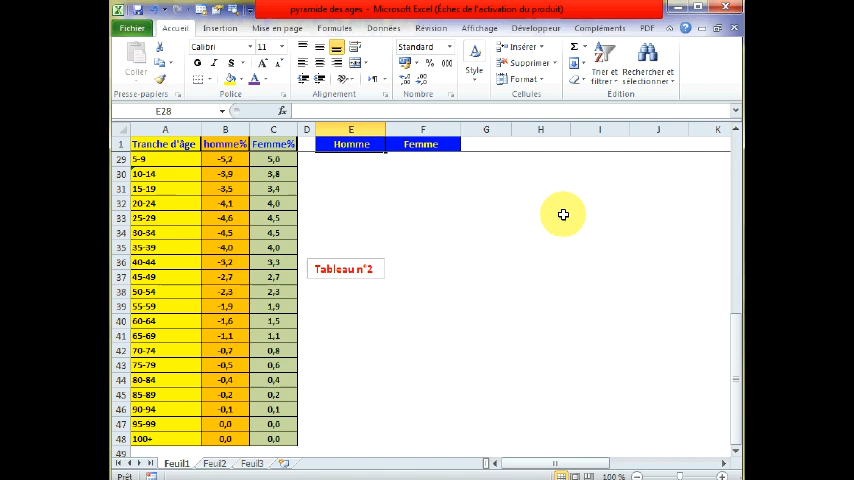 pyramide des ages - Microsoft Excel (Échec de l'activation du produit)
Fichier Accueil Insertion Mise en page Formules Données Révision Affichage Développeur Compléments PDF
Coller
Calibri 11
Standard
Style
Insérer
Supprimer
Format
Trier et filtrer
Rechercher et sélectionner
Presse-papiers Police Alignement Nombre Cellules Édition
E28 fx
A B C D E F G H I J K
1 Tranche d'âge homme% Femme% Homme Femme
29 5-9 -5,2 5,0
30 10-14 -3,9 3,8
31 15-19 -3,5 3,4
32 20-24 -4,1 4,0
33 25-29 -4,6 4,5
34 30-34 -4,5 4,5
35 35-39 -4,0 4,0
36 40-44 -3,2 3,3
Tableau n°2
37 45-49 -2,7 2,7
38 50-54 -2,3 2,3
39 55-59 -1,9 1,9
40 60-64 -1,6 1,5
41 65-69 -1,1 1,1
42 70-74 -0,7 0,8
43 75-79 -0,5 0,6
44 80-84 -0,4 0,4
45 85-89 -0,2 0,2
46 90-94 -0,1 0,1
47 95-99 0,0 0,0
48 100+ 0,0 0,0
49
Feuil1 Feuil2 Feuil3
Prêt 100 %